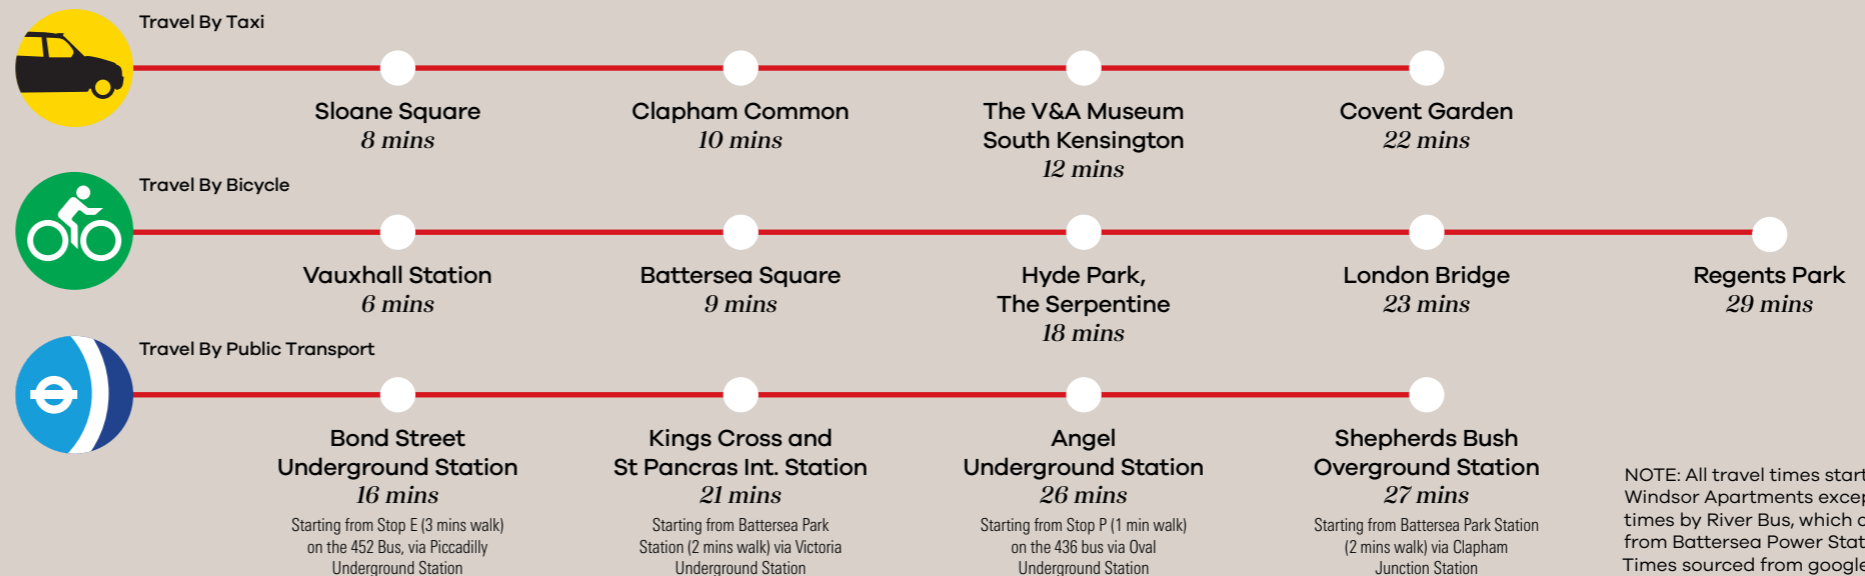 Travel By Taxi
Sloane Square
8 mins
Clapham Common
10 mins
The V&A Museum
South Kensington
12 mins
Covent Garden
22 mins
Travel By Bicycle
Vauxhall Station
6 mins
Battersea Square
9 mins
Hyde Park,
The Serpentine
18 mins
London Bridge
23 mins
Regents Park
29 mins
Travel By Public Transport
Bond Street
Underground Station
16 mins
Starting from Stop E (3 mins walk)
on the 452 Bus, via Piccadilly
Underground Station
Kings Cross and
St Pancras Int. Station
21 mins
Starting from Battersea Park
Station (2 mins walk) via Victoria
Underground Station
Angel
Underground Station
26 mins
Starting from Stop P (1 min walk)
on the 436 bus via Oval
Underground Station
Shepherds Bush
Overground Station
27 mins
Starting from Battersea Park Station
(2 mins walk) via Clapham
Junction Station
NOTE: All travel times start
Windsor Apartments
times by River Bus, which
from Battersea Power
Times sourced from google